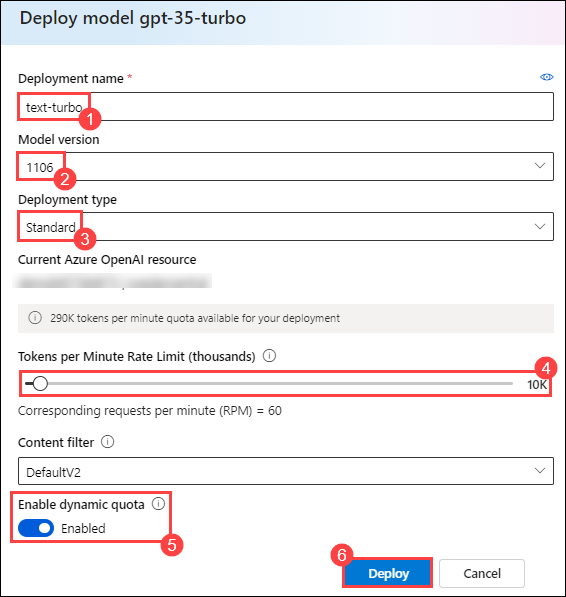 Deploy model gpt-35-turbo
Deployment name *
text-turbo
1
Model version
1106
2
Deployment type
Standard
3
Current Azure OpenAI resource
290K tokens per minute quota available for your deployment
Tokens per Minute Rate Limit (thousands)
4
10K
Corresponding requests per minute (RPM) = 60
Content filter
DefaultV2
Enable dynamic quota
Enabled
5
6
Deploy Cancel